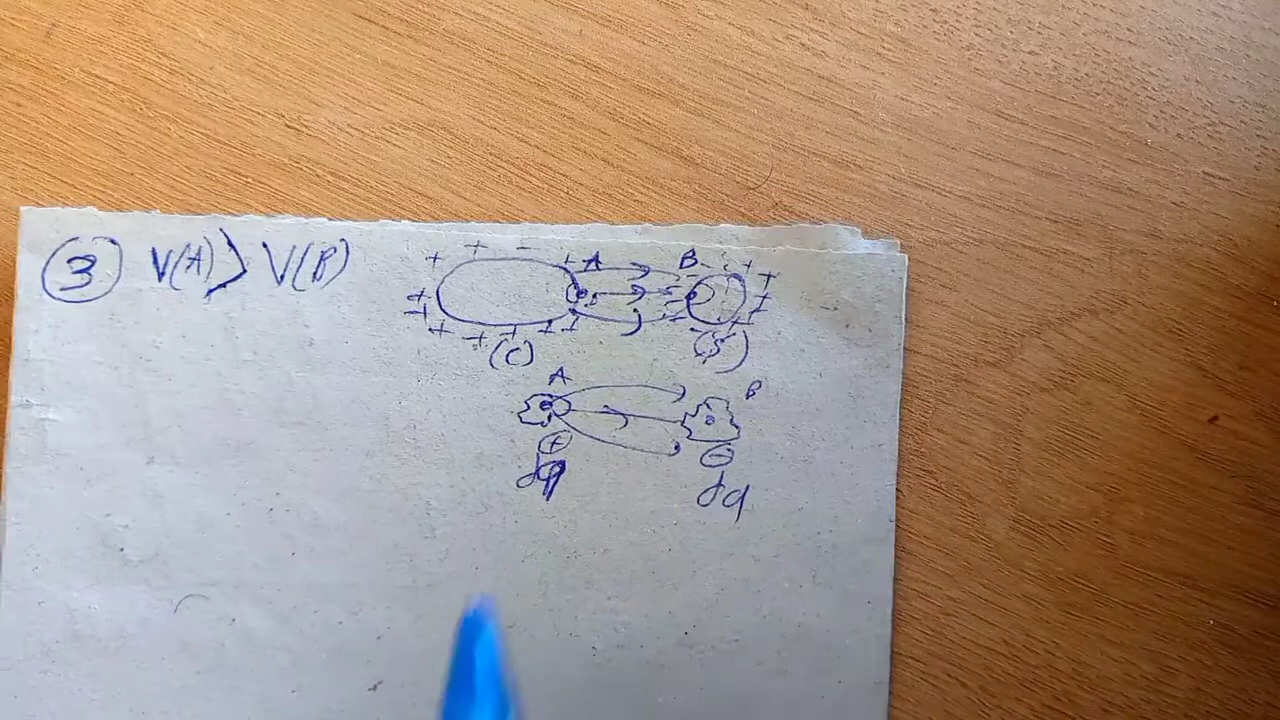 ③ V(A) > V(B)
A B
(C) (S)
A B
⊕ ⊖
dq dq